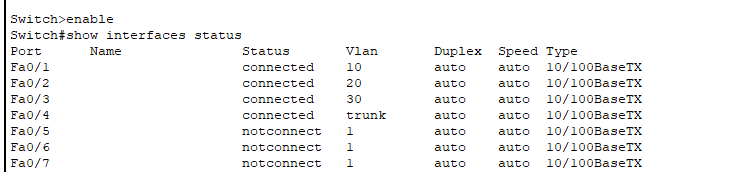 Switch>enable
Switch#show interfaces status
Port      Name               Status       Vlan       Duplex  Speed Type
Fa0/1                        connected    10         auto    auto  10/100BaseTX
Fa0/2                        connected    20         auto    auto  10/100BaseTX
Fa0/3                        connected    30         auto    auto  10/100BaseTX
Fa0/4                        connected    trunk      auto    auto  10/100BaseTX
Fa0/5                        notconnect   1          auto    auto  10/100BaseTX
Fa0/6                        notconnect   1          auto    auto  10/100BaseTX
Fa0/7                        notconnect   1          auto    auto  10/100BaseTX